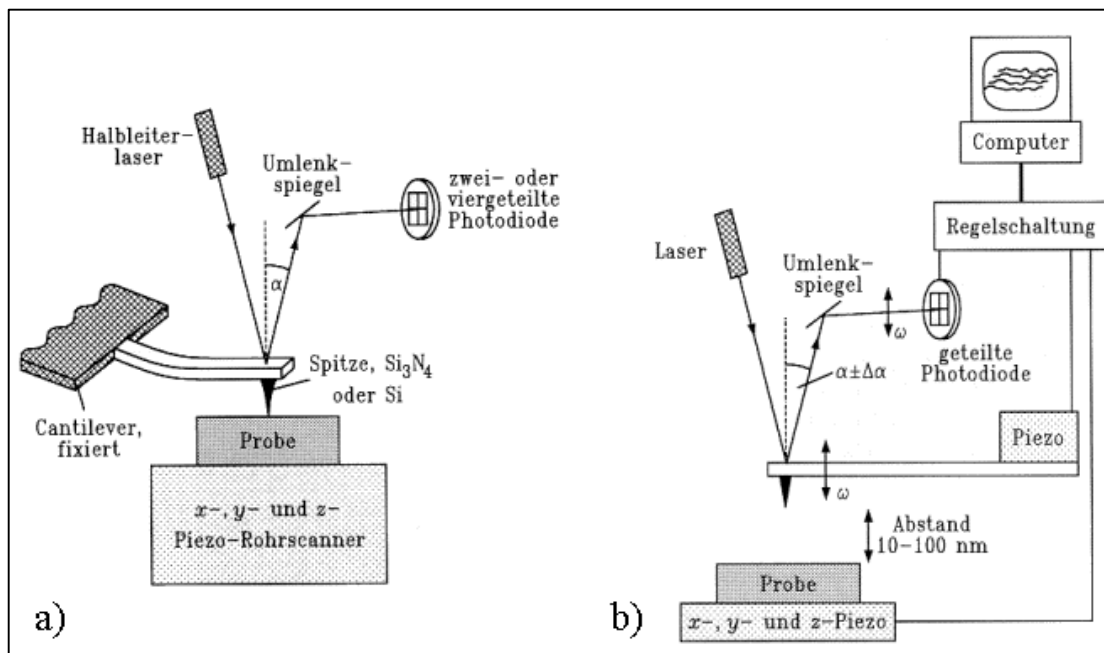 Halbleiter-
laser
Umlenk-
spiegel
zwei- oder
viergeteilte
Photodiode
α
Spitze, Si₃N₄
oder Si
Cantilever,
fixiert
Probe
x-, y- und z-
Piezo-Rohrscanner
a)
Computer
Regelschaltung
Laser
Umlenk-
spiegel
ω
geteilte
Photodiode
α±Δα
Piezo
ω
Abstand
10-100 nm
Probe
x-, y- und z-Piezo
b)